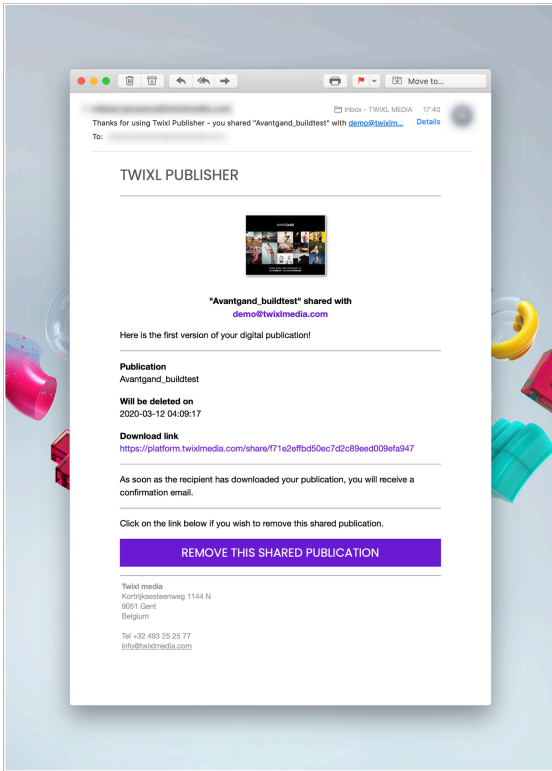 Move to...
Inbox - TWIXL MEDIA 17:40
Thanks for using Twixl Publisher - you shared "Avantgand_buildtest" with demo@twixlm... Details
To:
TWIXL PUBLISHER
AVANTGAND
"Avantgand_buildtest" shared with
demo@twixlmedia.com
Here is the first version of your digital publication!
Publication
Avantgand_buildtest
Will be deleted on
2020-03-12 04:09:17
Download link
https://platform.twixlmedia.com/share/f71e2effbd50ec7d2c89eed009efa947
As soon as the recipient has downloaded your publication, you will receive a
confirmation email.
Click on the link below if you wish to remove this shared publication.
REMOVE THIS SHARED PUBLICATION
Twixl media
Kortrijksesteenweg 1144 N
9051 Gent
Belgium
Tel +32 493 25 25 77
info@twixlmedia.com